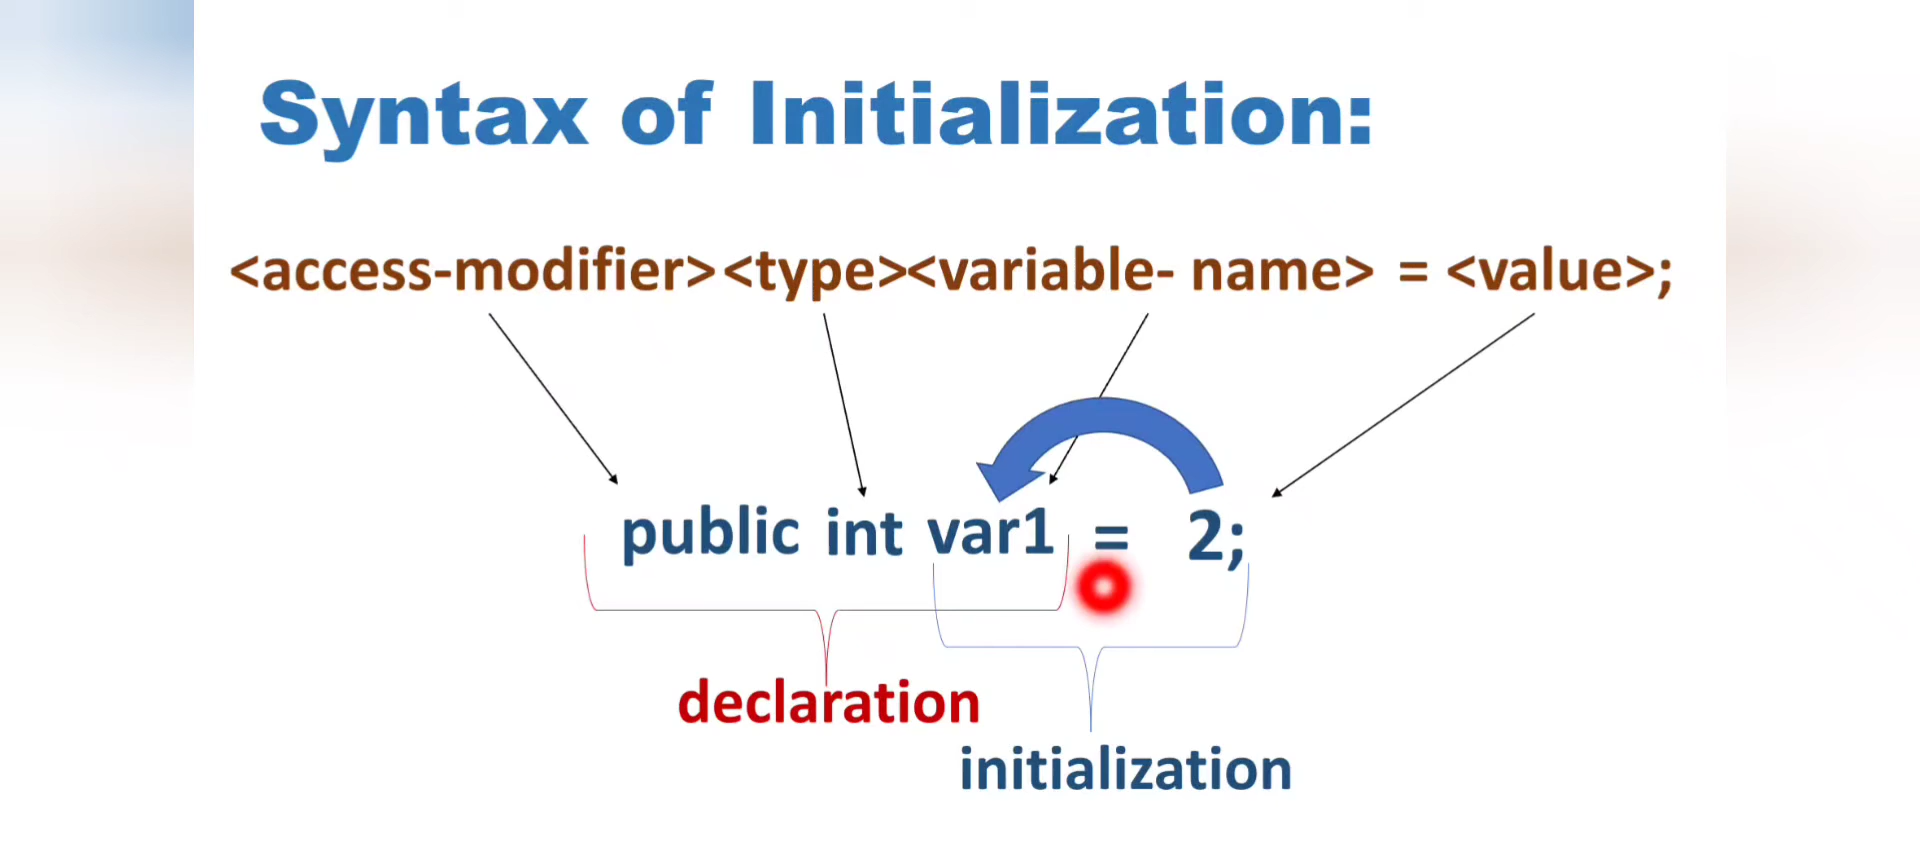 Syntax of Initialization:
<access-modifier><type><variable- name> = <value>;
public int var1 = 2;
declaration
initialization